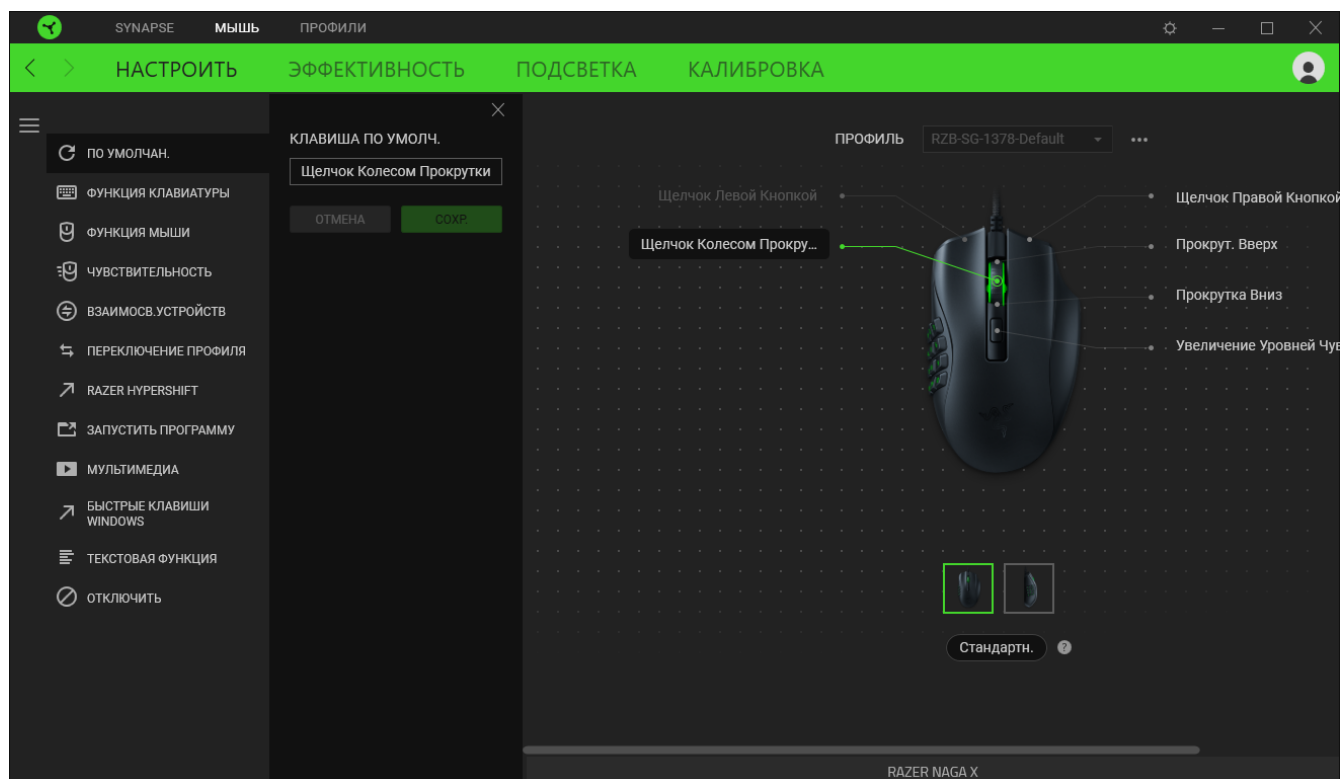 SYNAPSE МЫШЬ ПРОФИЛИ
НАСТРОИТЬ ЭФФЕКТИВНОСТЬ ПОДСВЕТКА КАЛИБРОВКА
ПО УМОЛЧАН.
ФУНКЦИЯ КЛАВИАТУРЫ
ФУНКЦИЯ МЫШИ
ЧУВСТВИТЕЛЬНОСТЬ
ВЗАИМОСВ.УСТРОЙСТВ
ПЕРЕКЛЮЧЕНИЕ ПРОФИЛЯ
RAZER HYPERSHIFT
ЗАПУСТИТЬ ПРОГРАММУ
МУЛЬТИМЕДИА
БЫСТРЫЕ КЛАВИШИ
WINDOWS
ТЕКСТОВАЯ ФУНКЦИЯ
ОТКЛЮЧИТЬ
КЛАВИША ПО УМОЛЧ.
Щелчок Колесом Прокрутки
ОТМЕНА СОХР.
ПРОФИЛЬ RZB-SG-1378-Default
Щелчок Левой Кнопкой
Щелчок Колесом Прокру...
Щелчок Правой Кнопкой
Прокрут. Вверх
Прокрутка Вниз
Увеличение Уровней Чув
Стандартн. ?
RAZER NAGA X